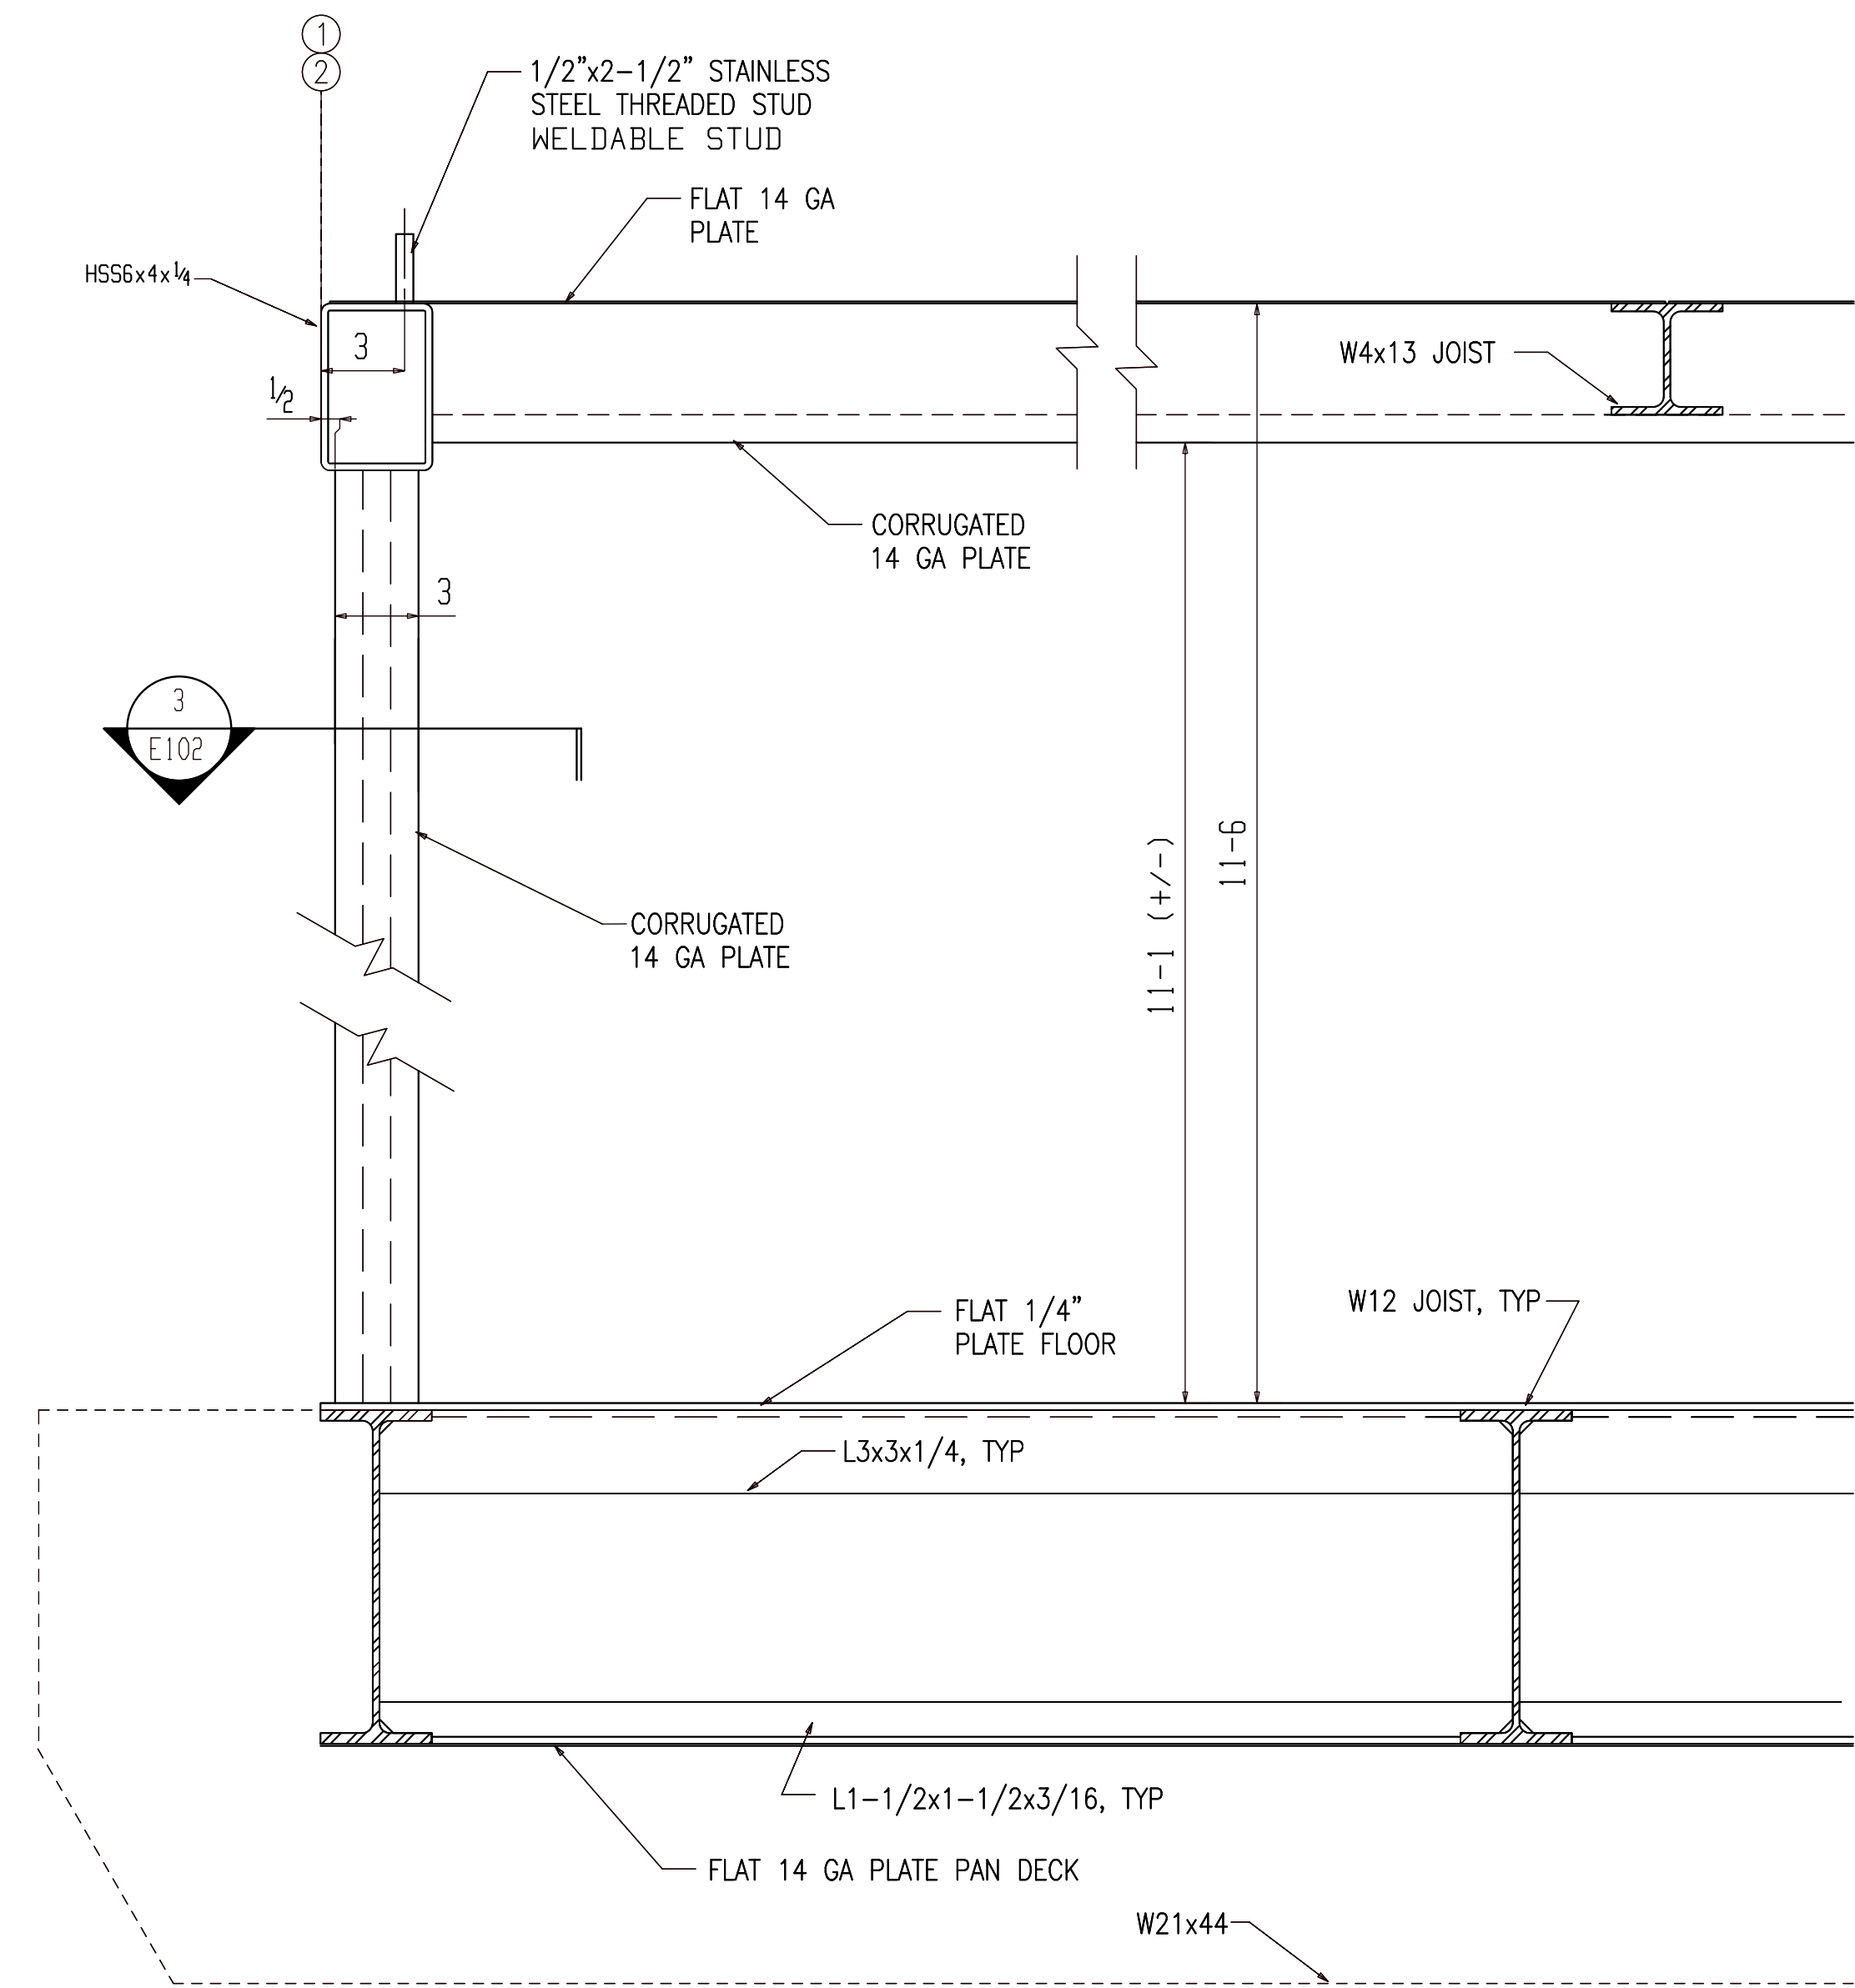 1
2
1/2”x2-1/2” STAINLESS
STEEL THREADED STUD
WELDABLE STUD
FLAT 14 GA
PLATE
HSS6x4x1/4
3
1/2
W4x13 JOIST
CORRUGATED
14 GA PLATE
3
3
E102
11-1 (+/-)
11-6
CORRUGATED
14 GA PLATE
FLAT 1/4”
PLATE FLOOR
W12 JOIST, TYP
L3x3x1/4, TYP
L1-1/2x1-1/2x3/16, TYP
FLAT 14 GA PLATE PAN DECK
W21x44